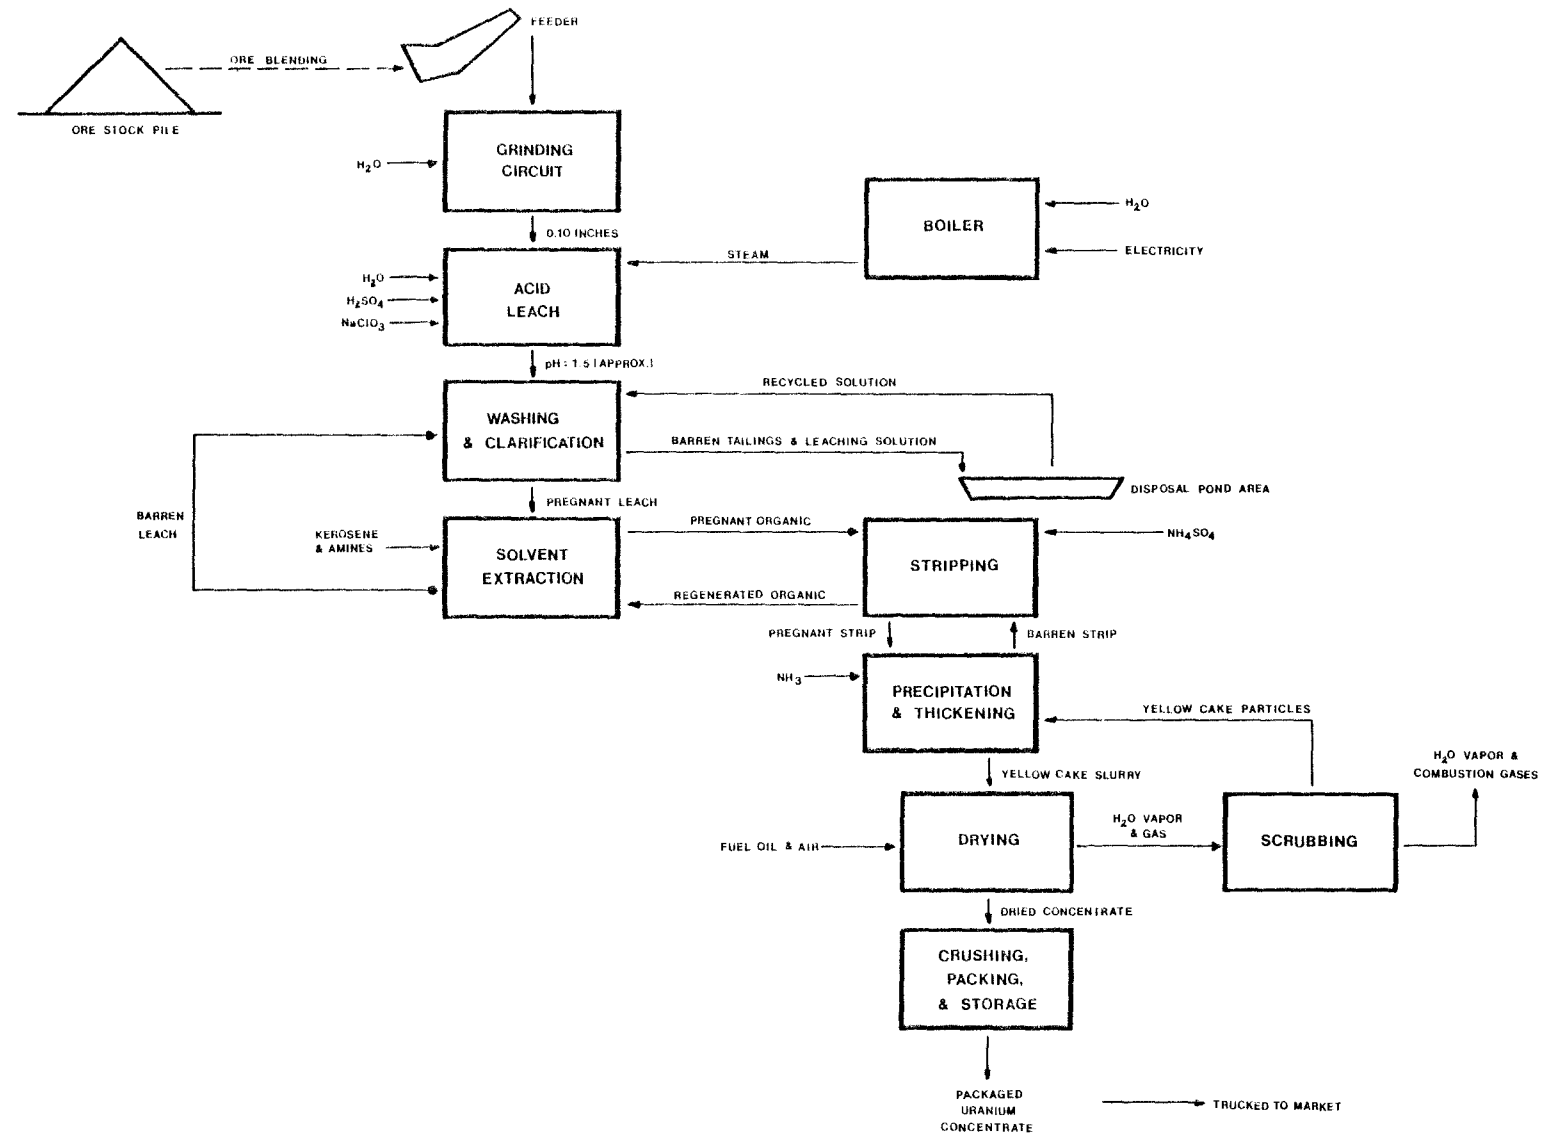 FEEDER
ORE BLENDING
ORE STOCK PILE
GRINDING
CIRCUIT
H2O
0.10 INCHES
BOILER
H2O
ELECTRICITY
STEAM
H2O
H2SO4
NaClO3
ACID
LEACH
pH : 1.5 (APPROX.)
RECYCLED SOLUTION
WASHING
& CLARIFICATION
BARREN TAILINGS & LEACHING SOLUTION
DISPOSAL POND AREA
PREGNANT LEACH
BARREN
LEACH
KEROSENE
& AMINES
SOLVENT
EXTRACTION
PREGNANT ORGANIC
REGENERATED ORGANIC
STRIPPING
NH4SO4
PREGNANT STRIP
BARREN STRIP
NH3
PRECIPITATION
& THICKENING
YELLOW CAKE PARTICLES
YELLOW CAKE SLURRY
H2O VAPOR &
COMBUSTION GASES
FUEL OIL & AIR
DRYING
H2O VAPOR
& GAS
SCRUBBING
DRIED CONCENTRATE
CRUSHING,
PACKING,
& STORAGE
PACKAGED
URANIUM
CONCENTRATE
TRUCKED TO MARKET